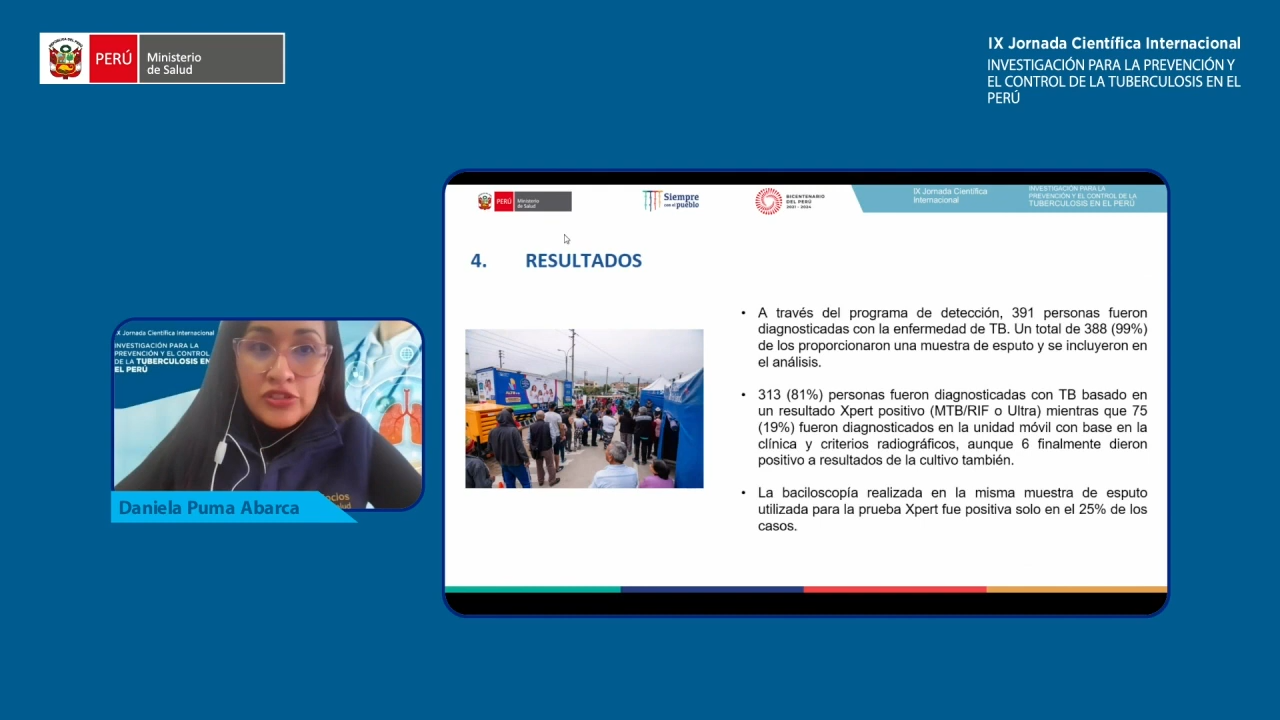 PERÚ
Ministerio
de Salud
IX Jornada Científica Internacional
INVESTIGACIÓN PARA LA PREVENCIÓN Y
EL CONTROL DE LA TUBERCULOSIS EN EL
PERÚ
PERÚ
Ministerio
de Salud
Siempre
con el pueblo
BICENTENARIO
DEL PERÚ
2021 - 2024
IX Jornada Científica
Internacional
INVESTIGACIÓN PARA LA
PREVENCIÓN Y EL CONTROL DE LA
TUBERCULOSIS EN EL PERÚ
4. RESULTADOS
• A través del programa de detección, 391 personas fueron
diagnosticadas con la enfermedad de TB. Un total de 388 (99%)
de los proporcionaron una muestra de esputo y se incluyeron en
el análisis.
• 313 (81%) personas fueron diagnosticadas con TB basado en
un resultado Xpert positivo (MTB/RIF o Ultra) mientras que 75
(19%) fueron diagnosticados en la unidad móvil con base en la
clínica y criterios radiográficos, aunque 6 finalmente dieron
positivo a resultados de la cultivo también.
• La baciloscopía realizada en la misma muestra de esputo
utilizada para la prueba Xpert fue positiva solo en el 25% de los
casos.
IX Jornada Científica Internacional
INVESTIGACIÓN PARA LA
PREVENCIÓN Y EL CONTROL
DE LA TUBERCULOSIS EN
EL PERÚ
Daniela Puma Abarca